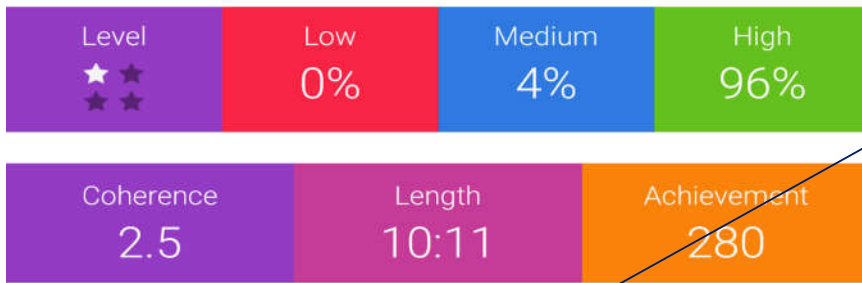 Level Low Medium High
0% 4% 96%
Coherence Length Achievement
2.5 10:11 280